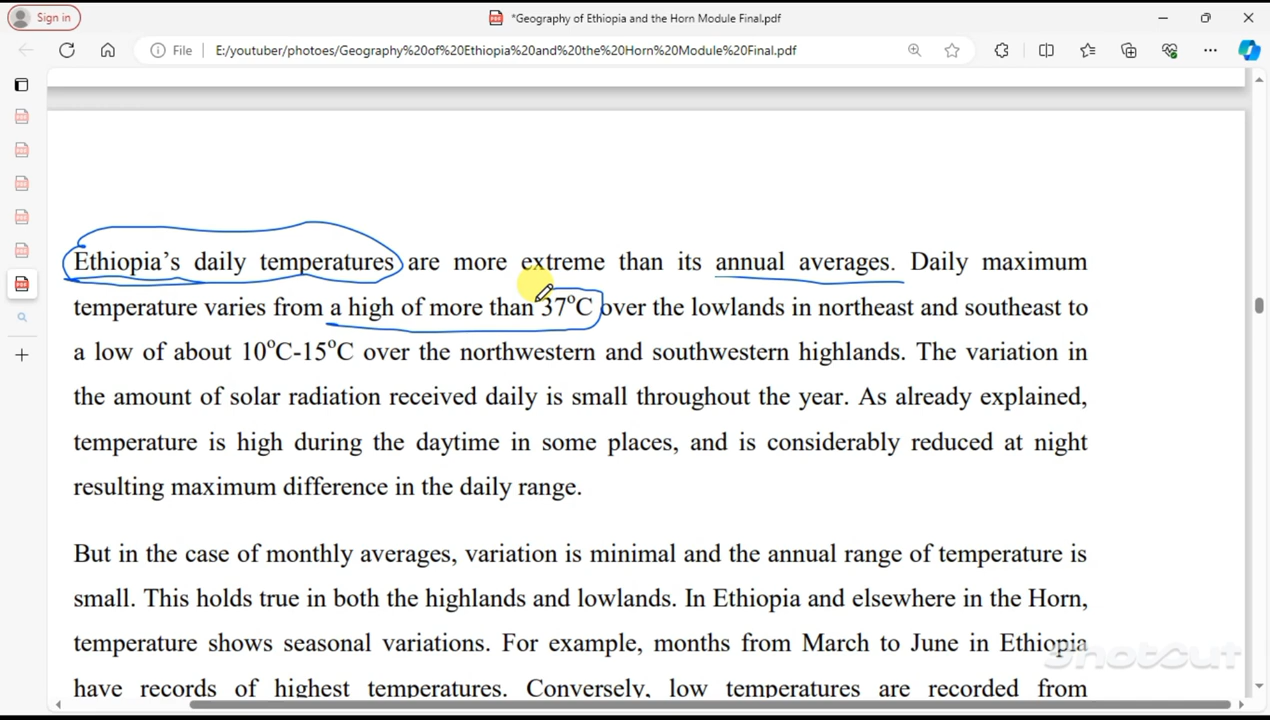 Sign in
*Geography of Ethiopia and the Horn Module Final.pdf
File
E:/youtuber/photoes/Geography%20of%20Ethiopia%20and%20the%20Horn%20Module%20Final.pdf
Ethiopia’s daily temperatures are more extreme than its annual averages. Daily maximum
temperature varies from a high of more than 37°C over the lowlands in northeast and southeast to
a low of about 10°C-15°C over the northwestern and southwestern highlands. The variation in
the amount of solar radiation received daily is small throughout the year. As already explained,
temperature is high during the daytime in some places, and is considerably reduced at night
resulting maximum difference in the daily range.
But in the case of monthly averages, variation is minimal and the annual range of temperature is
small. This holds true in both the highlands and lowlands. In Ethiopia and elsewhere in the Horn,
temperature shows seasonal variations. For example, months from March to June in Ethiopia
have records of highest temperatures. Conversely, low temperatures are recorded from
Shotcut